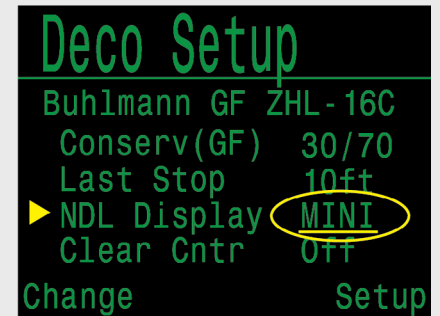 Deco Setup
Buhlmann GF ZHL-16C
Conserv(GF) 30/70
Last Stop 10ft
NDL Display MINI
Clear Cntr Off
Change Setup